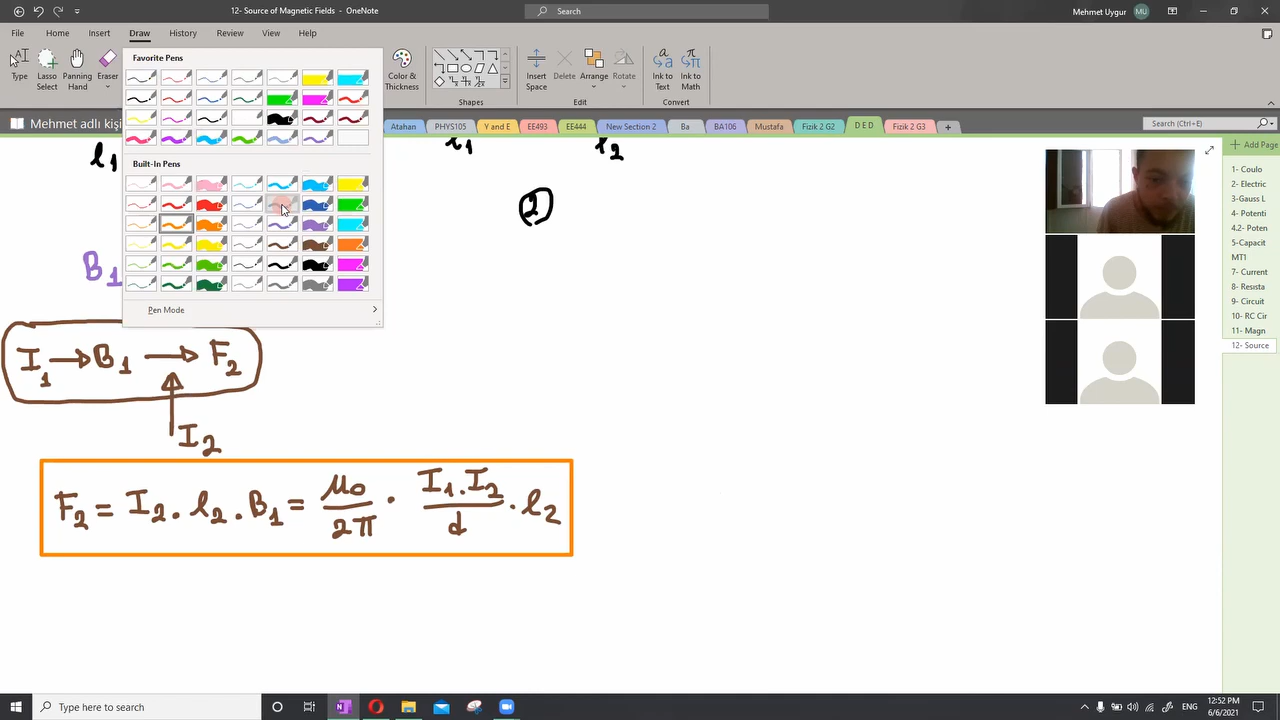 12- Source of Magnetic Fields - OneNote
Search
Mehmet Uygur MU
File Home Insert Draw History Review View Help
Favorite Pens
Built-In Pens
Pen Mode
Type
Lasso Select
Panning Hand
Eraser
Color & Thickness
Shapes
Insert Space
Delete
Arrange
Rotate
Edit
Ink to Text
Ink to Math
Convert
Mehmet adlı kişi
Atahan PHYS105 Y and E EE493 EE444 New Section 2 Ba BA106 Mustafa Fizik 2 G2 D E D Fizik 2 G3 +
Search (Ctrl+E)
Add Page
1- Coulo
2- Electric
3-Gauss L
4- Potenti
4.2- Poten
5-Capacit
MT1
7- Current
8- Resista
9- Circuit
10- RC Cir
11- Magn
12- Source
l1 l1 l2
2
B1
I1 → B1 → F2
I2
F2 = I2 . l2 . B1 = μ0/2π . I1 . I2/d . l2
Type here to search
ENG
12:52 PM
6/6/2021